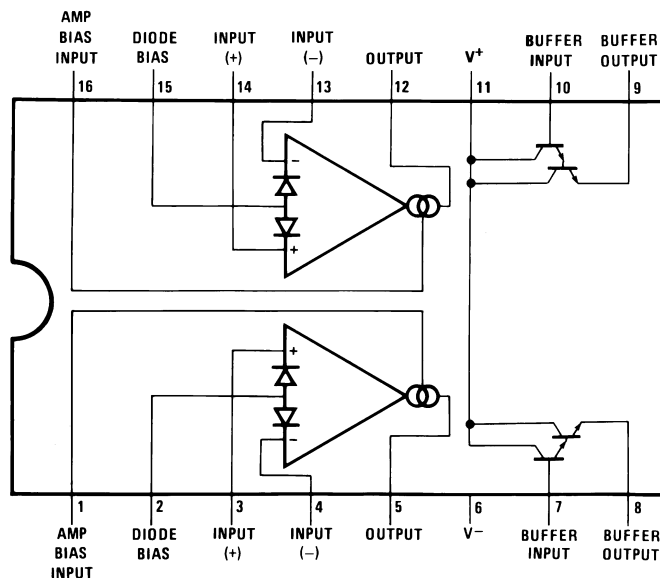 AMP BIAS INPUT
DIODE BIAS
INPUT (+)
INPUT (–)
OUTPUT
V+
BUFFER INPUT
BUFFER OUTPUT
16 15 14 13 12 11 10 9
–
+
+
–
1 2 3 4 5 6 7 8
AMP BIAS INPUT
DIODE BIAS
INPUT (+)
INPUT (–)
OUTPUT
V–
BUFFER INPUT
BUFFER OUTPUT